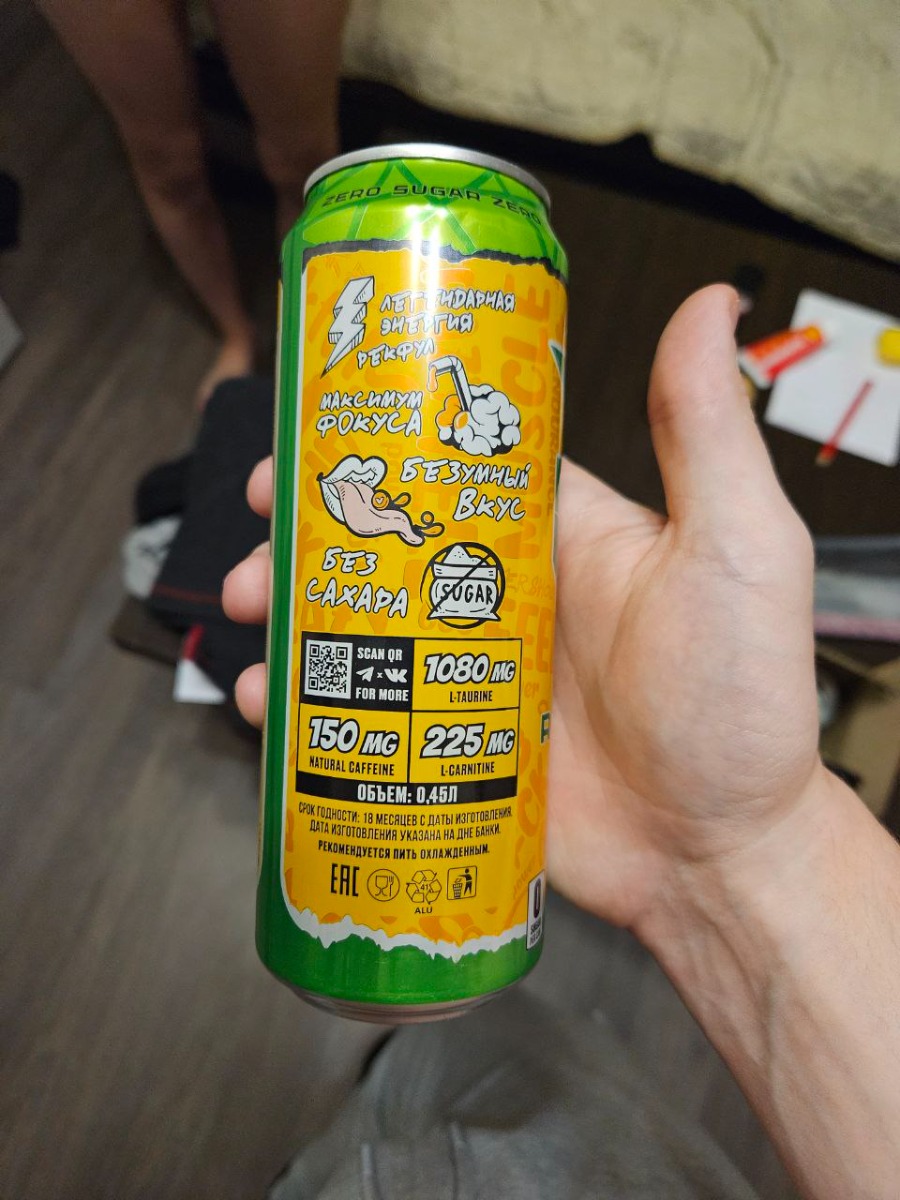 ZERO SUGAR ZERO
ЛЕГЕНДАРНАЯ
ЭНЕРГИЯ
РЕКФУЛ
МАКСИМУМ
ФОКУСА
БЕЗУМНЫЙ
ВКУС
БЕЗ
САХАРА
SUGAR
SCAN QR
FOR MORE
1080 MG
L-TAURINE
150 MG
NATURAL CAFFEINE
225 MG
L-CARNITINE
ОБЪЕМ: 0,45Л
СРОК ГОДНОСТИ: 18 МЕСЯЦЕВ С ДАТЫ ИЗГОТОВЛЕНИЯ.
ДАТА ИЗГОТОВЛЕНИЯ УКАЗАНА НА ДНЕ БАНКИ.
РЕКОМЕНДУЕТСЯ ПИТЬ ОХЛАЖДЕННЫМ.
EAC
41
ALU
0